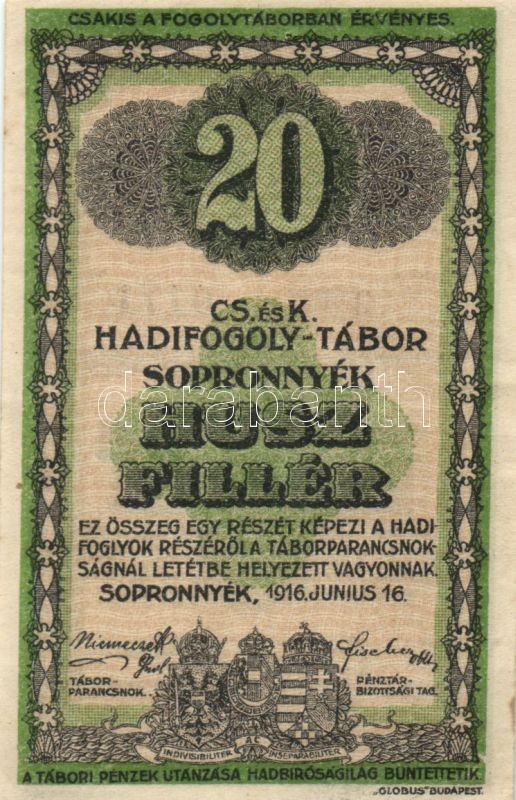 CSAKIS A FOGOLYTÁBORBAN ÉRVÉNYES.
20
CS. ÉS K.
HADIFOGOLY-TÁBOR
SOPRONNYÉK
HUSZ
FILLÉR
EZ ÖSSZEG EGY RÉSZÉT KÉPEZI A HADI-
FOGLYOK RÉSZÉRŐL A TÁBORPARANCSNOK-
SÁGNÁL LETÉTBE HELYEZETT VAGYONNAK.
SOPRONNYÉK, 1916. JUNIUS 16.
TÁBOR-
PARANCSNOK.
PÉNZTÁR-
BIZOTTSÁGI TAG.
INDIVISIBILITER AC INSEPARABILITER
A TÁBORI PÉNZEK UTÁNZÁSA HADBIRÓSÁGILAG BÜNTETTETIK.
„GLOBUS" BUDAPEST.
darabanth